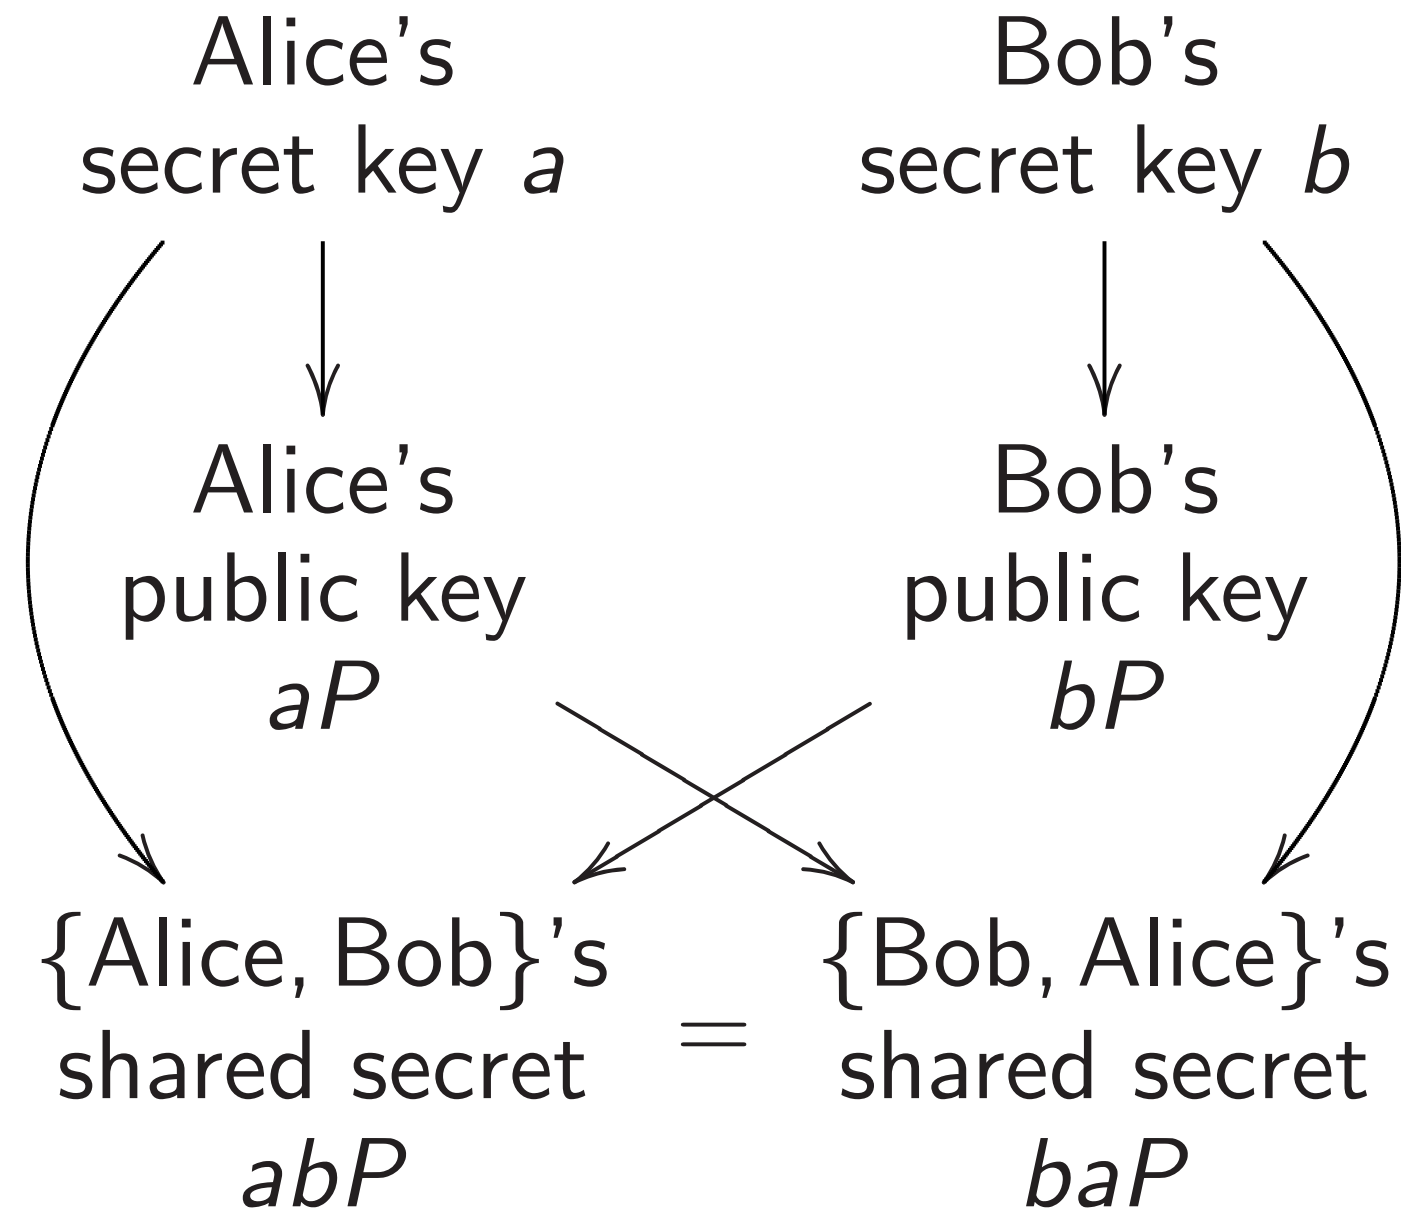 Alice’s
secret key a
Bob’s
secret key b
Alice’s
public key
aP
Bob’s
public key
bP
{Alice, Bob}’s
shared secret
abP
=
{Bob, Alice}’s
shared secret
baP